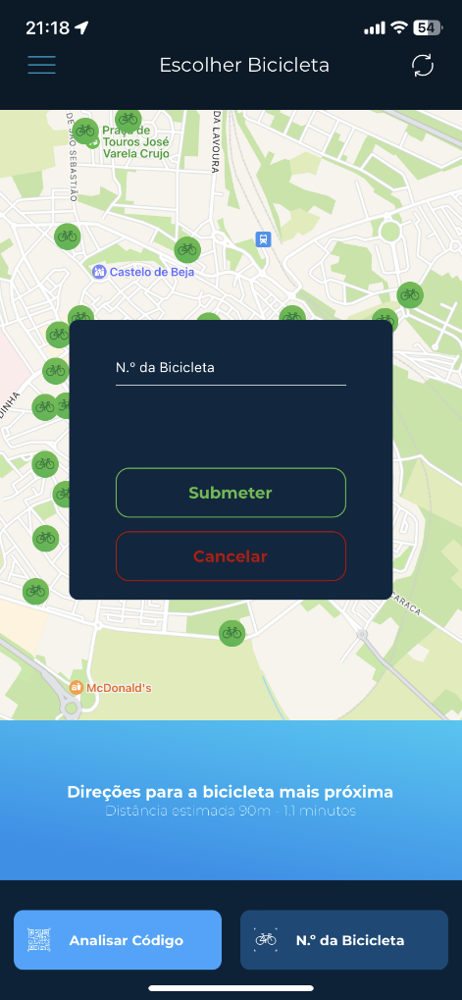 21:18
54
Escolher Bicicleta
DE SÃO SEBASTIÃO
DA LAVOURA
Praça de
Touros José
Varela Crujo
Castelo de Beja
N.º da Bicicleta
Submeter
Cancelar
McDonald's
Direções para a bicicleta mais próxima
Distância estimada 90m - 1.1 minutos
Analisar Código
N.º da Bicicleta